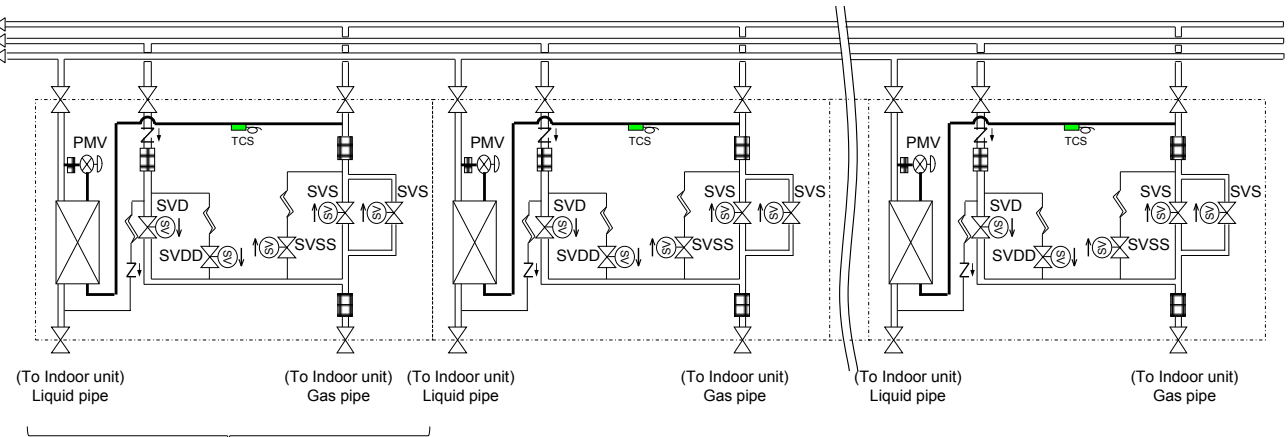 PMV
TCS
SVS
SVS
SVD
SV
SV
SV
SV
SVDD
SV
SVSS
PMV
TCS
SVS
SVS
SVD
SV
SV
SV
SV
SVDD
SV
SVSS
PMV
TCS
SVS
SVS
SVD
SV
SV
SV
SV
SVDD
SV
SVSS
(To Indoor unit)
Liquid pipe
(To Indoor unit)
Gas pipe
(To Indoor unit)
Liquid pipe
(To Indoor unit)
Gas pipe
(To Indoor unit)
Liquid pipe
(To Indoor unit)
Gas pipe